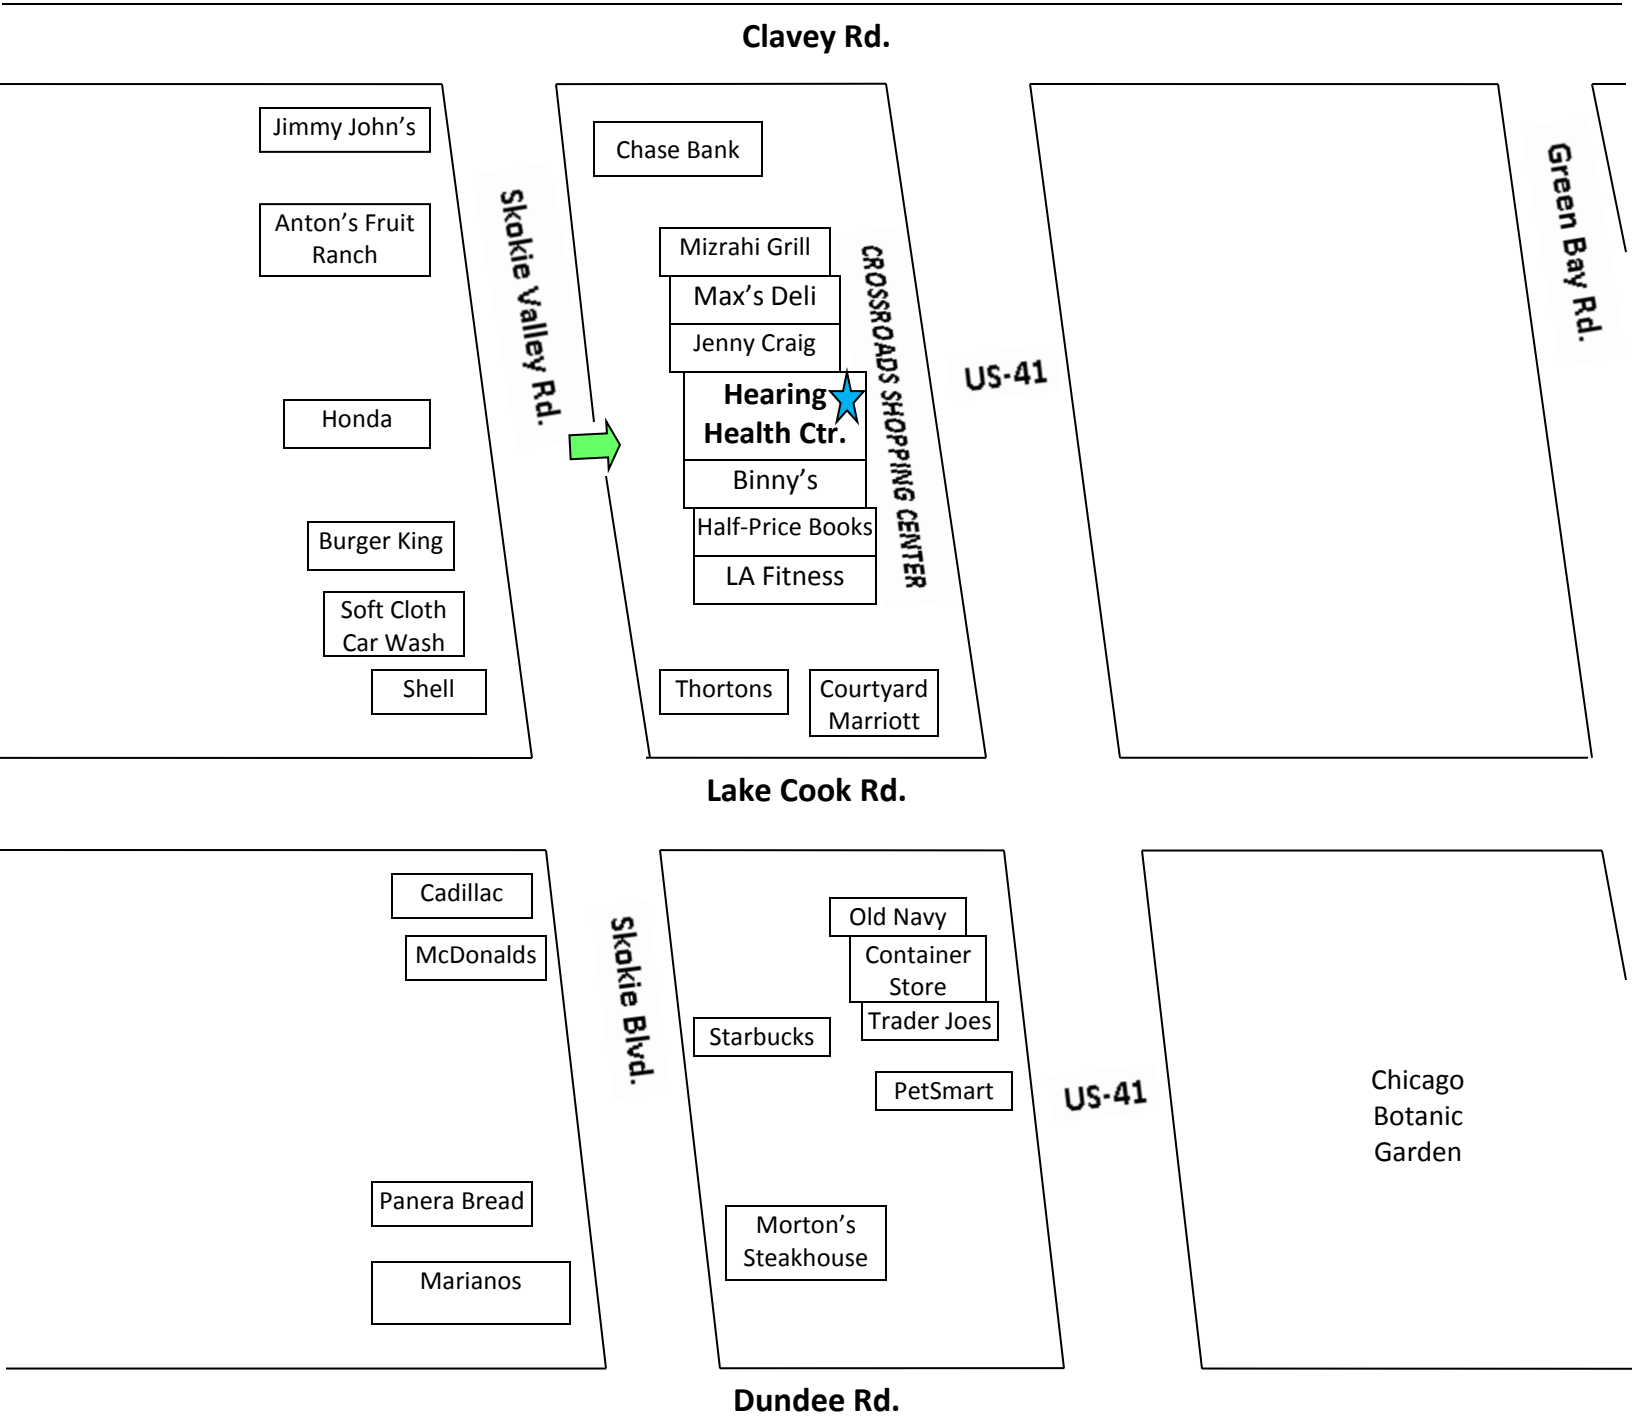 Clavey Rd.
Jimmy John’s
Anton’s Fruit
Ranch
Honda
Burger King
Soft Cloth
Car Wash
Shell
Skokie Valley Rd.
Chase Bank
Mizrahi Grill
Max’s Deli
Jenny Craig
Hearing
Health Ctr.
Binny’s
Half-Price Books
LA Fitness
Thortons
Courtyard
Marriott
CROSSROADS SHOPPING CENTER
US-41
Green Bay Rd.
Lake Cook Rd.
Cadillac
McDonalds
Panera Bread
Marianos
Skokie Blvd.
Old Navy
Container
Store
Trader Joes
Starbucks
PetSmart
Morton’s
Steakhouse
US-41
Chicago
Botanic
Garden
Dundee Rd.